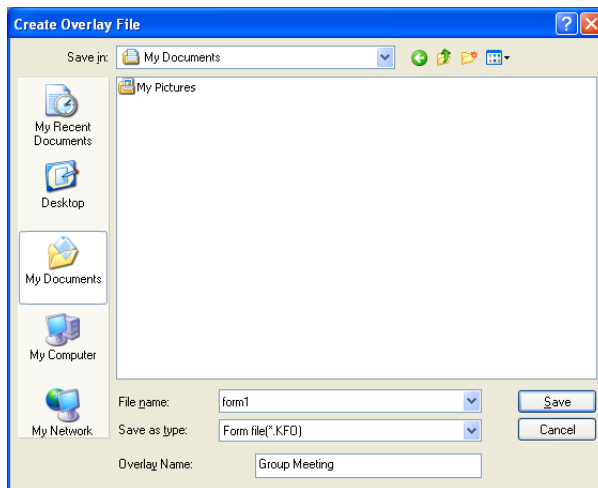 Create Overlay File
Save in:
My Documents
My Pictures
My Recent
Documents
Desktop
My Documents
My Computer
My Network
File name:
form1
Save
Save as type:
Form file(*.KFO)
Cancel
Overlay Name:
Group Meeting